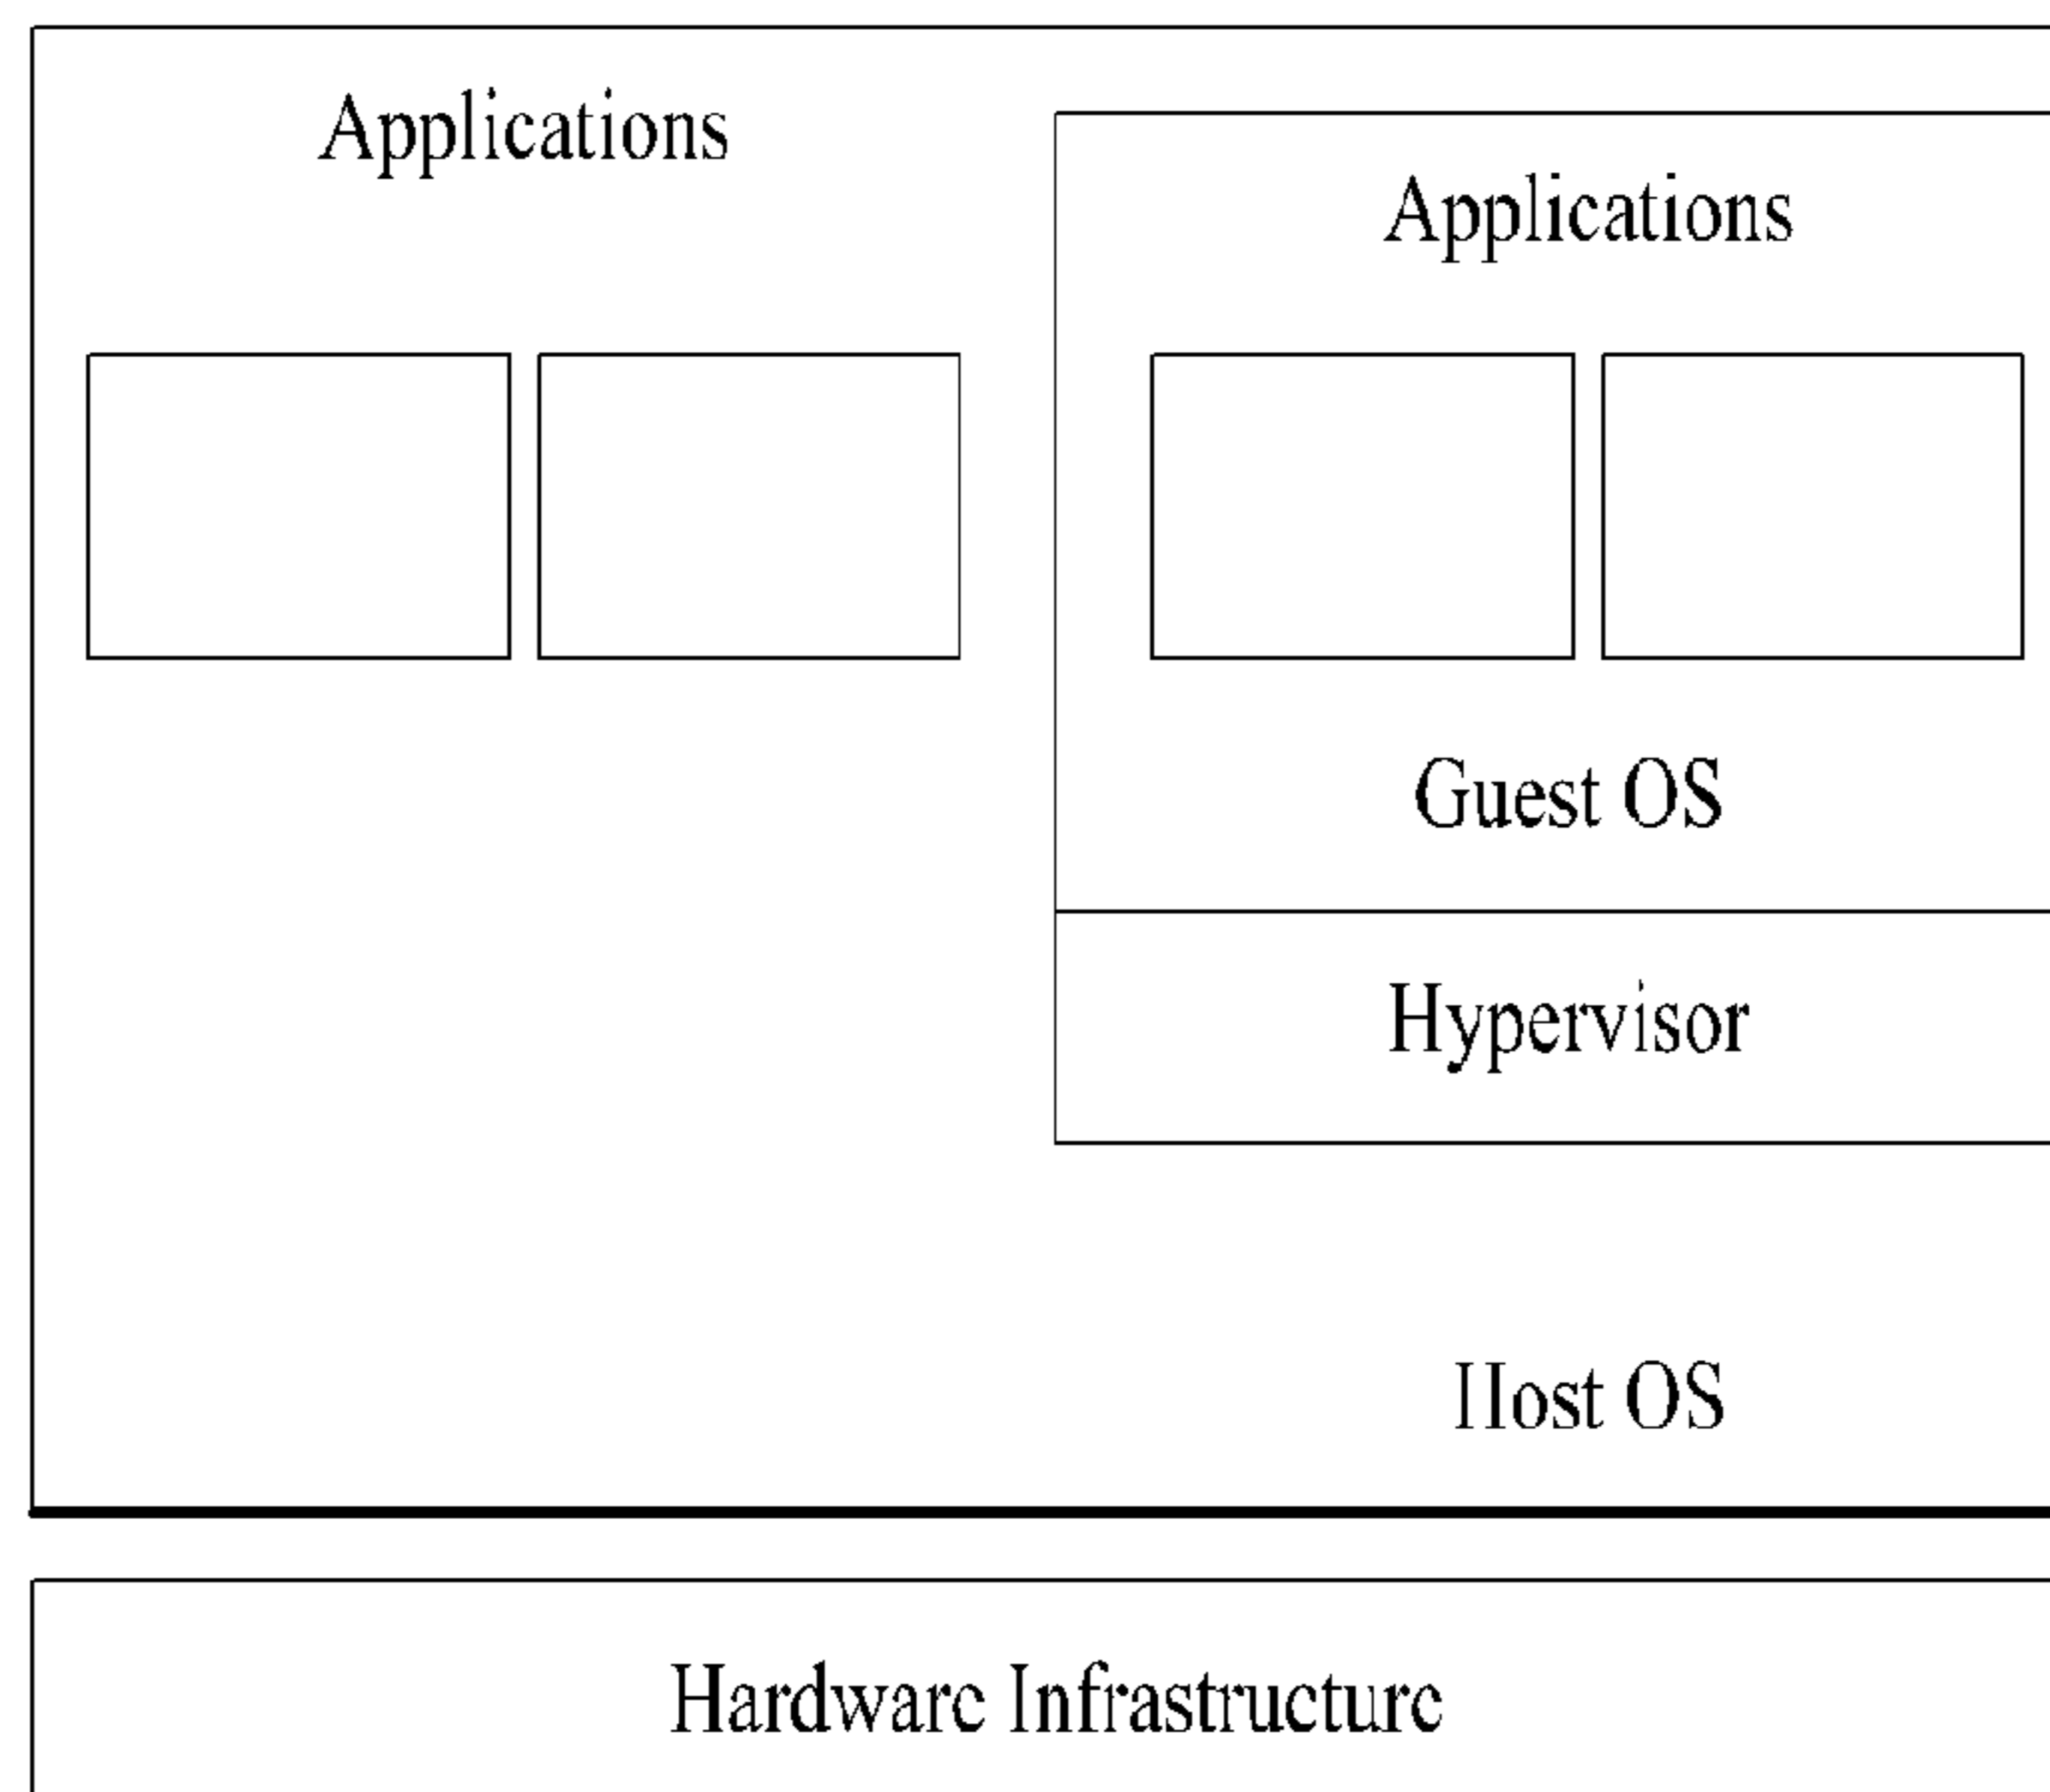 Applications
Applications
Guest OS
Hypervisor
Host OS
Hardware Infrastructure